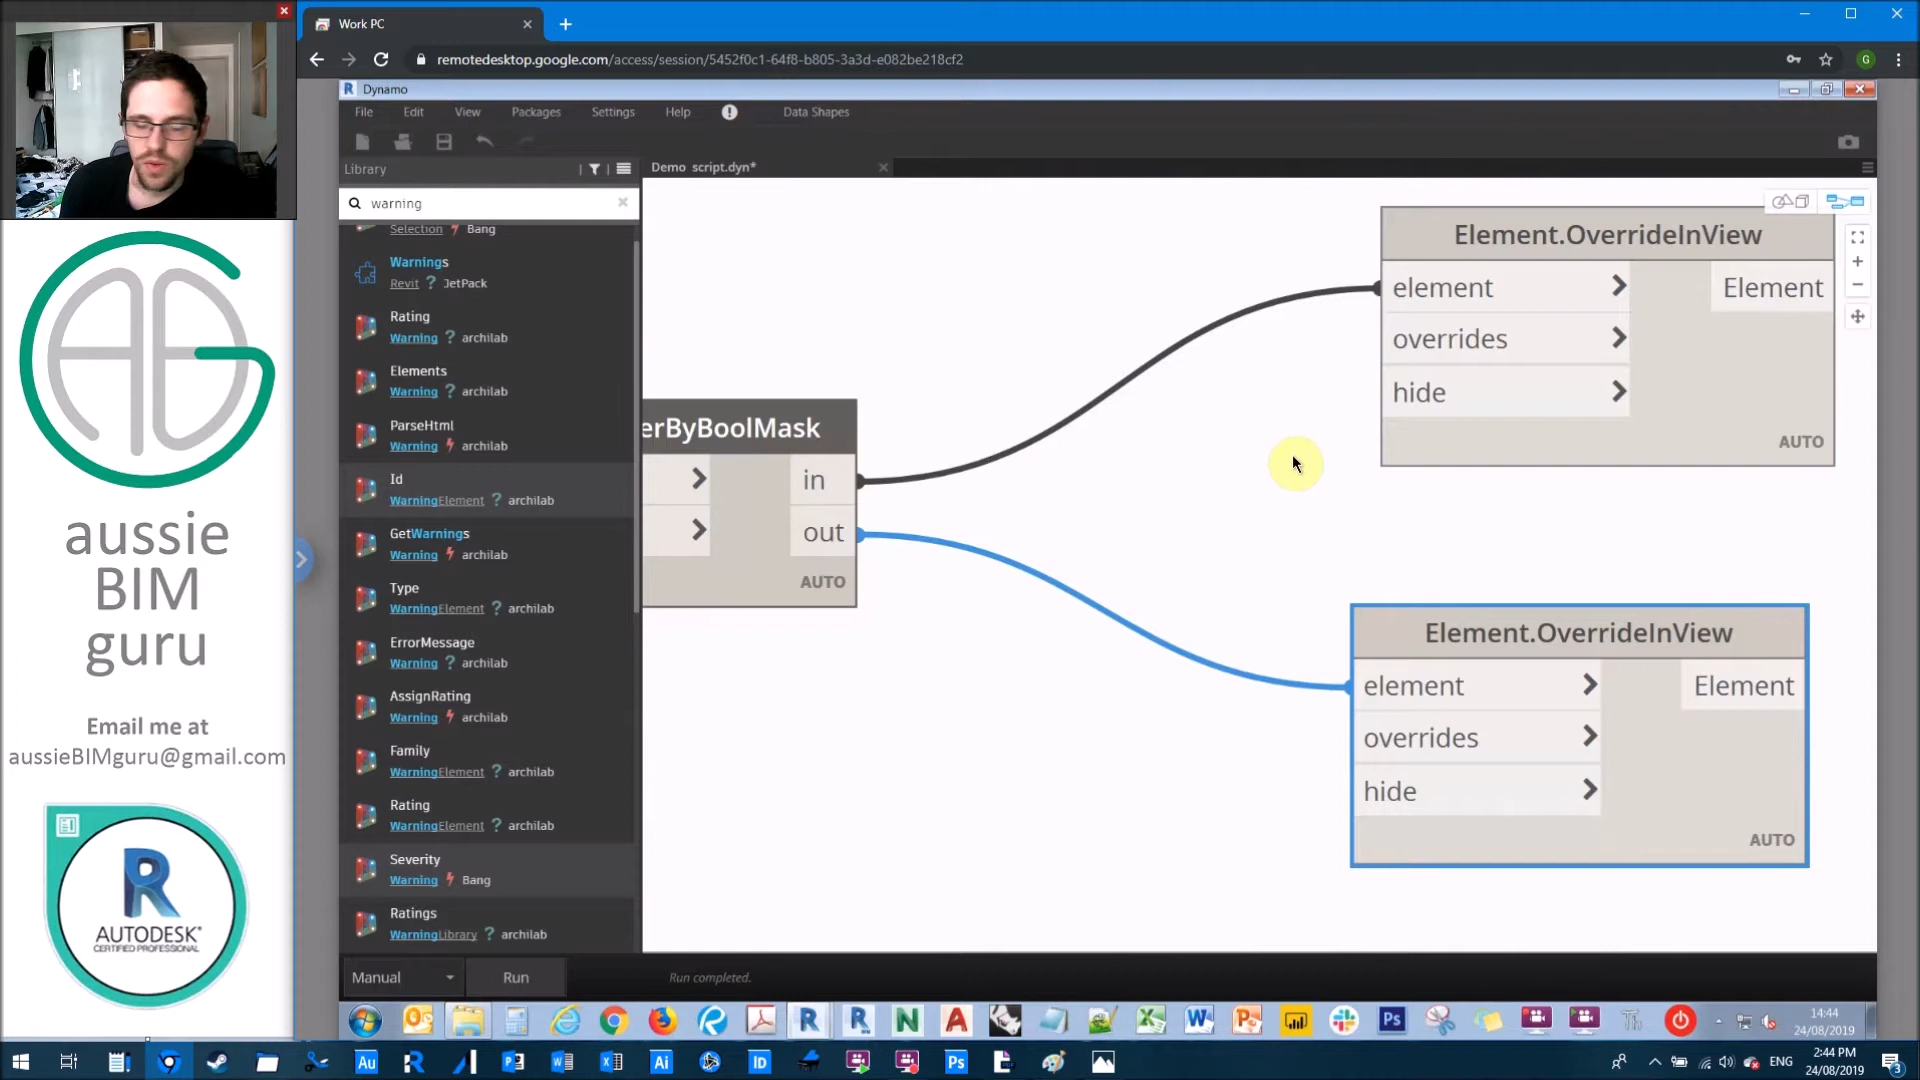 Work PC
remotedesktop.google.com/access/session/5452f0c1-64f8-b805-3a3d-e082be218cf2
G
R Dynamo
File Edit View Packages Settings Help Data Shapes
Library
Demo script.dyn*
warning
Selection Bang
Warnings
Revit ? JetPack
Rating
Warning ? archilab
Elements
Warning ? archilab
ParseHtml
Warning archilab
Id
WarningElement ? archilab
GetWarnings
Warning archilab
Type
WarningElement ? archilab
ErrorMessage
Warning ? archilab
AssignRating
Warning archilab
Family
WarningElement ? archilab
Rating
WarningElement ? archilab
Severity
Warning Bang
Ratings
WarningLibrary ? archilab
Manual
Run
Run completed.
erByBoolMask
in
out
AUTO
Element.OverrideInView
element
Element
overrides
hide
AUTO
Element.OverrideInView
element
Element
overrides
hide
AUTO
aussie
BIM
guru
Email me at
aussieBIMguru@gmail.com
R
AUTODESK®
CERTIFIED PROFESSIONAL
14:44
24/08/2019
Au
Ai
ID
Ps
ENG
2:44 PM
24/08/2019
3